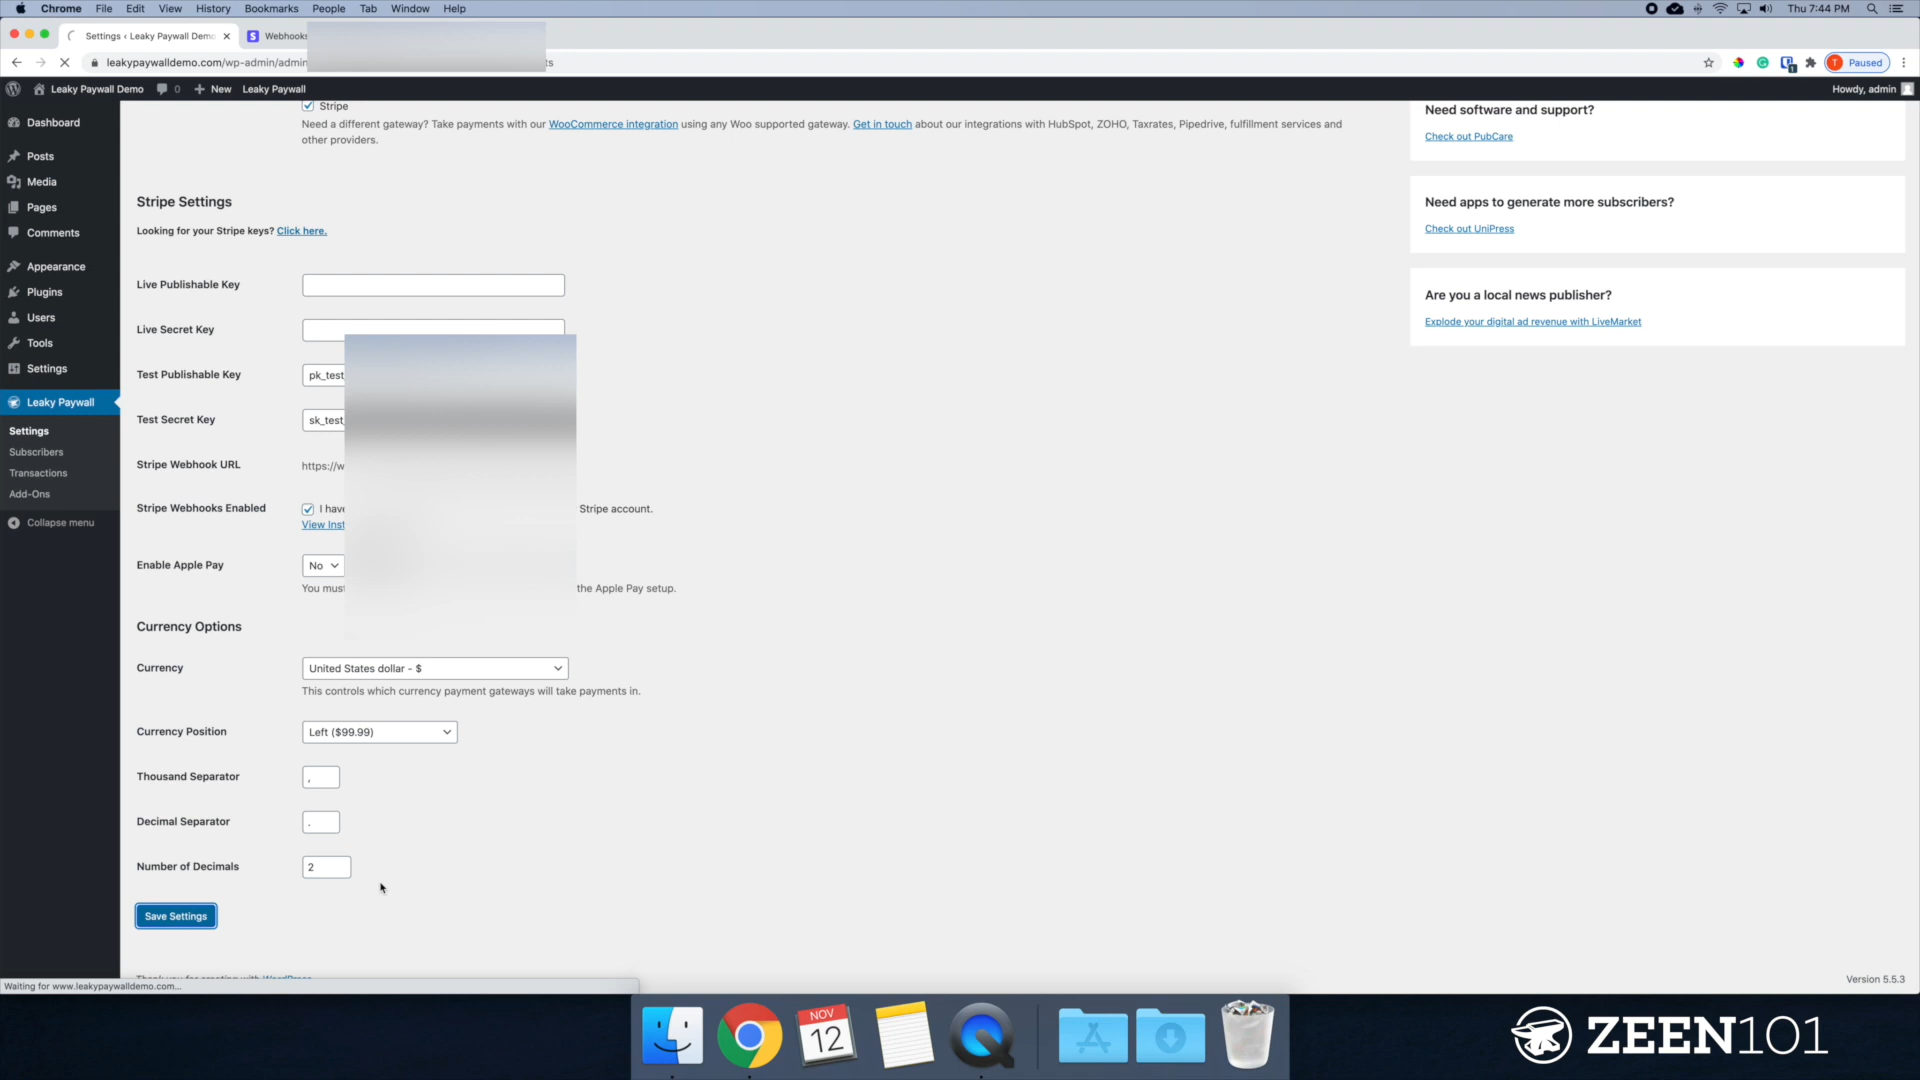 Chrome File Edit View History Bookmarks People Tab Window Help
Thu 7:44 PM
Settings ‹ Leaky Paywall Demo
Webhooks
leakypaywalldemo.com/wp-admin/admin
ts
Paused
Leaky Paywall Demo 0 New Leaky Paywall
Howdy, admin
Dashboard
Posts
Media
Pages
Comments
Appearance
Plugins
Users
Tools
Settings
Leaky Paywall
Settings
Subscribers
Transactions
Add-Ons
Collapse menu
Stripe
Need a different gateway? Take payments with our WooCommerce integration using any Woo supported gateway. Get in touch about our integrations with HubSpot, ZOHO, Taxrates, Pipedrive, fulfillment services and
other providers.
Stripe Settings
Looking for your Stripe keys? Click here.
Live Publishable Key
Live Secret Key
Test Publishable Key pk_test
Test Secret Key sk_test_
Stripe Webhook URL https://w
Stripe Webhooks Enabled I have Stripe account.
View Inst
Enable Apple Pay No
You must the Apple Pay setup.
Currency Options
Currency United States dollar - $
This controls which currency payment gateways will take payments in.
Currency Position Left ($99.99)
Thousand Separator ,
Decimal Separator .
Number of Decimals 2
Save Settings
Thank you for creating with WordPress
Version 5.5.3
Waiting for www.leakypaywalldemo.com...
Need software and support?
Check out PubCare
Need apps to generate more subscribers?
Check out UniPress
Are you a local news publisher?
Explode your digital ad revenue with LiveMarket
NOV
12
ZEEN101